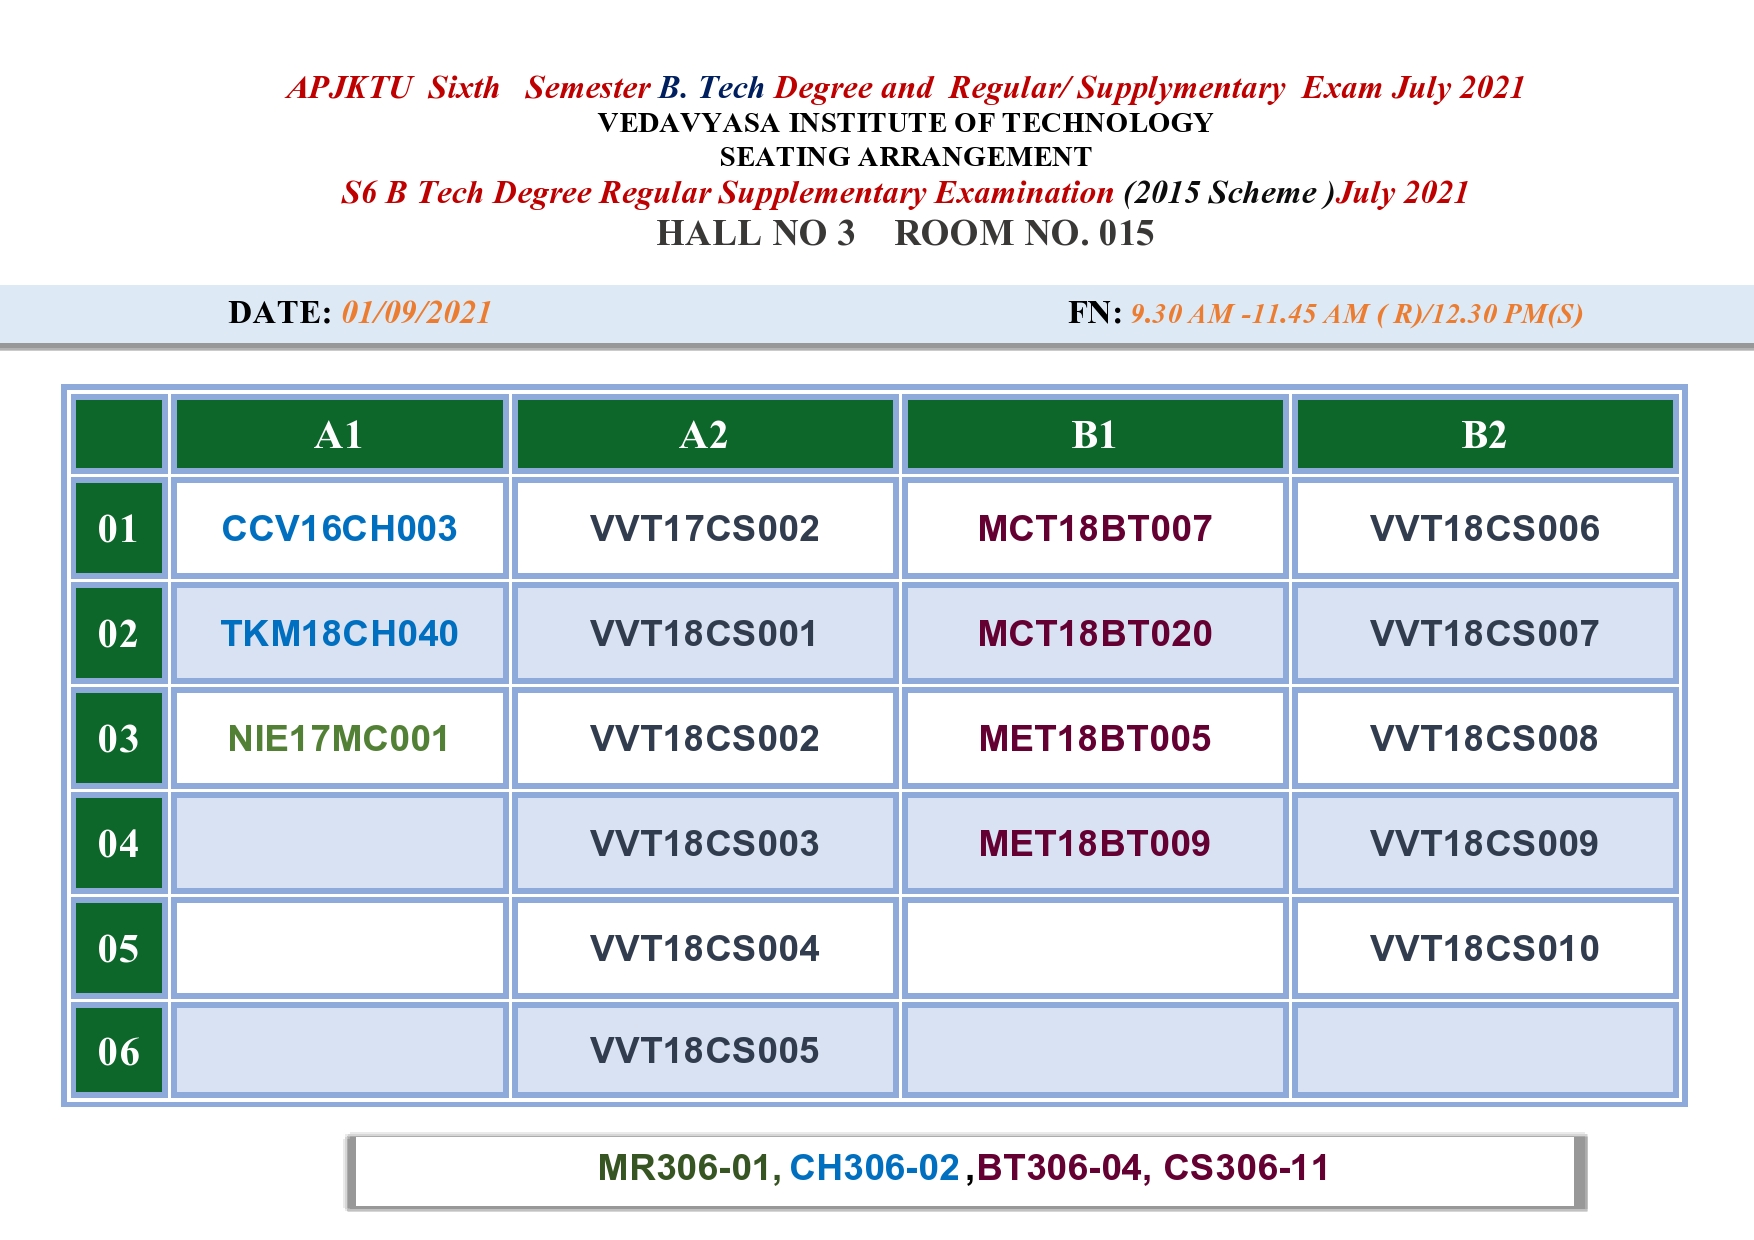 APJKTU Sixth Semester B. Tech Degree and Regular/ Supplymentary Exam July 2021
VEDAVYASA INSTITUTE OF TECHNOLOGY
SEATING ARRANGEMENT
S6 B Tech Degree Regular Supplementary Examination (2015 Scheme )July 2021
HALL NO 3 ROOM NO. 015
DATE: 01/09/2021 FN: 9.30 AM -11.45 AM ( R)/12.30 PM(S)
A1 A2 B1 B2
01 CCV16CH003 VVT17CS002 MCT18BT007 VVT18CS006
02 TKM18CH040 VVT18CS001 MCT18BT020 VVT18CS007
03 NIE17MC001 VVT18CS002 MET18BT005 VVT18CS008
04 VVT18CS003 MET18BT009 VVT18CS009
05 VVT18CS004 VVT18CS010
06 VVT18CS005
MR306-01, CH306-02 ,BT306-04, CS306-11